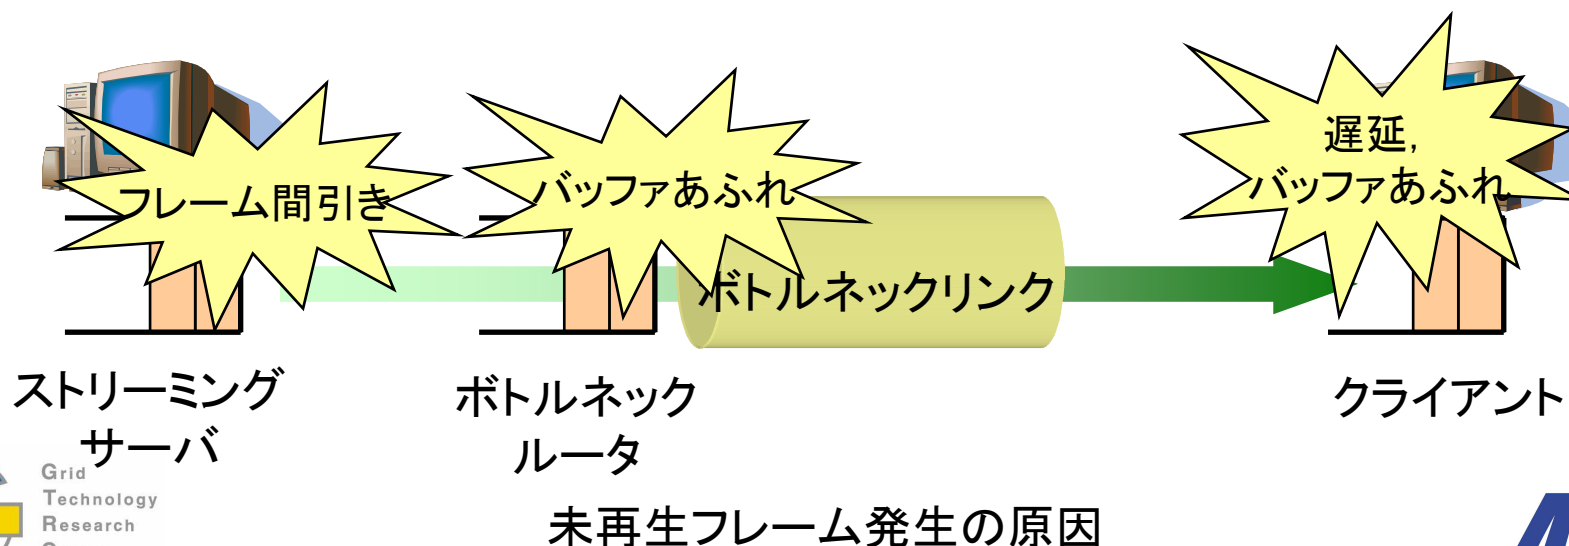 フレーム間引き
バッファあふれ
遅延,
バッファあふれ
ボトルネックリンク
ストリーミング
サーバ
ボトルネック
ルータ
クライアント
Grid
Technology
Research
未再生フレーム発生の原因